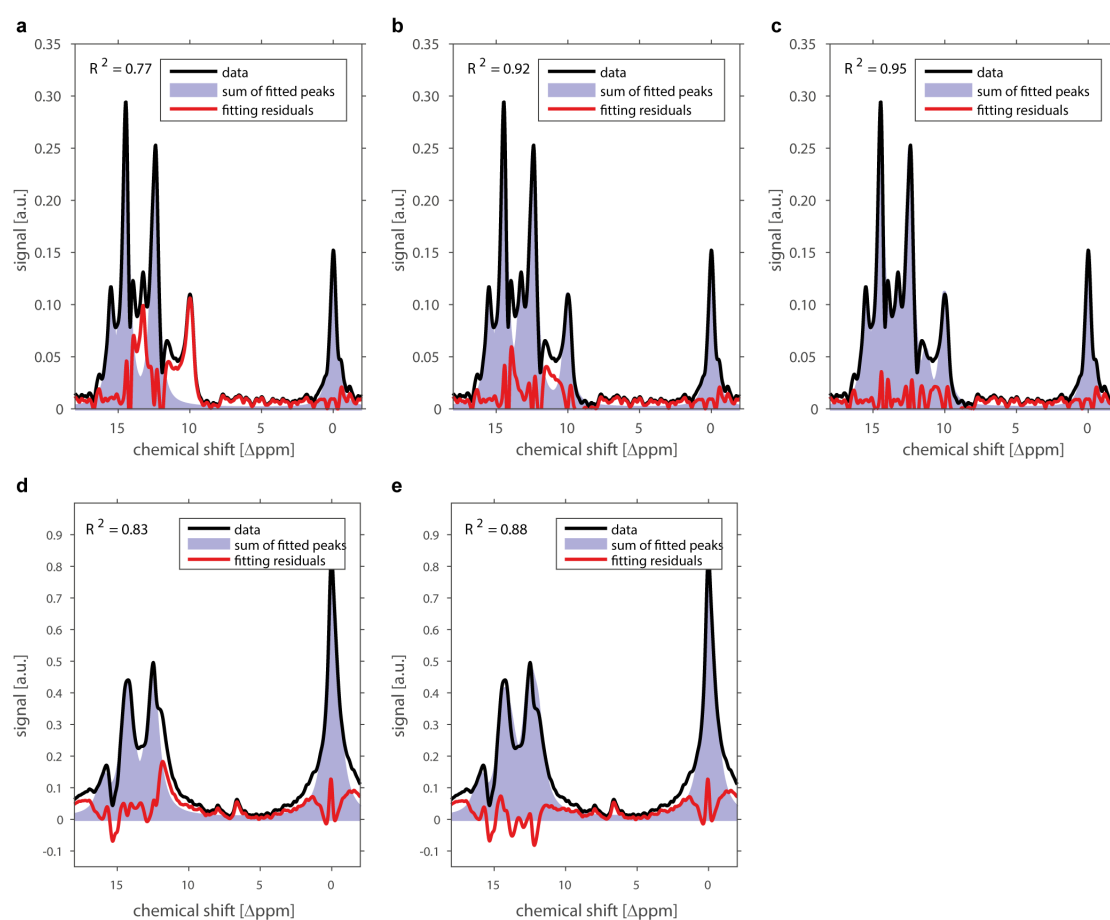 a
0.35
R 2 = 0.77
data
sum of fitted peaks
fitting residuals
0.30
0.25
0.20
0.15
0.10
0.05
0
15
10
5
0
signal [a.u.]
chemical shift [Δppm]
b
0.35
R 2 = 0.92
data
sum of fitted peaks
fitting residuals
0.30
0.25
0.20
0.15
0.10
0.05
0
15
10
5
0
signal [a.u.]
chemical shift [Δppm]
c
0.35
R 2 = 0.95
data
sum of fitted peaks
fitting residuals
0.30
0.25
0.20
0.15
0.10
0.05
0
15
10
5
0
signal [a.u.]
chemical shift [Δppm]
d
R 2 = 0.83
data
sum of fitted peaks
fitting residuals
0.9
0.8
0.7
0.6
0.5
0.4
0.3
0.2
0.1
0
-0.1
15
10
5
0
signal [a.u.]
chemical shift [Δppm]
e
R 2 = 0.88
data
sum of fitted peaks
fitting residuals
0.9
0.8
0.7
0.6
0.5
0.4
0.3
0.2
0.1
0
-0.1
15
10
5
0
signal [a.u.]
chemical shift [Δppm]